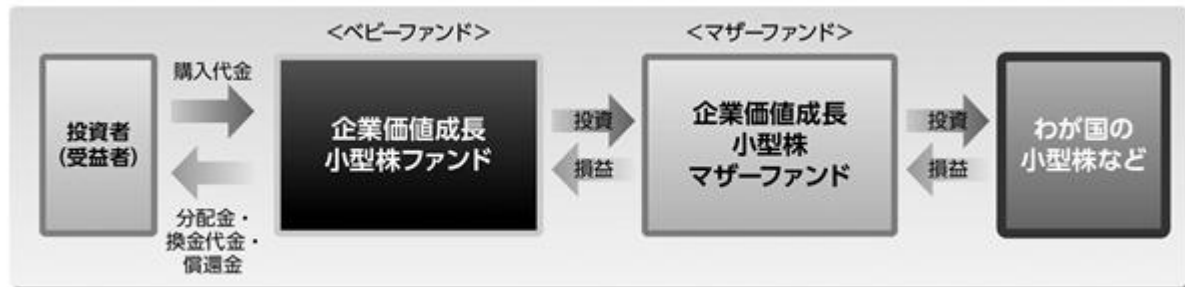 <ベビーファンド>
<マザーファンド>
購入代金
投資者
(受益者)
分配金・
換金代金・
償還金
企業価値成長
小型株ファンド
投資
損益
企業価値成長
小型株
マザーファンド
投資
損益
わが国の
小型株など